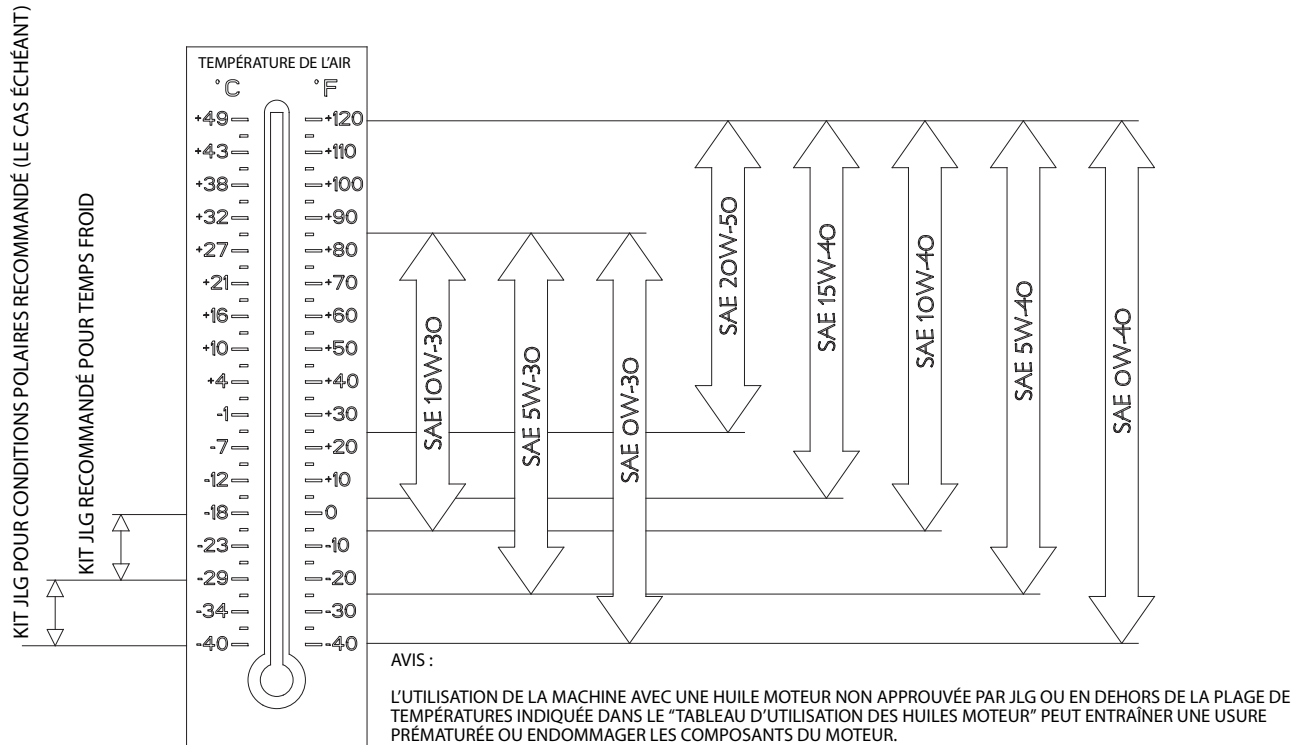 KIT JLG POUR CONDITIONS POLAIRES RECOMMANDÉ (LE CAS ÉCHÉANT)
KIT JLG RECOMMANDÉ POUR TEMPS FROID
TEMPÉRATURE DE L'AIR
°C °F
+49 +120
+43 +110
+38 +100
+32 +90
+27 +80
+21 +70
+16 +60
+10 +50
+4 +40
-1 +30
-7 +20
-12 +10
-18 0
-23 -10
-29 -20
-34 -30
-40 -40
SAE 10W-30
SAE 5W-30
SAE 0W-30
SAE 20W-50
SAE 15W-40
SAE 10W-40
SAE 5W-40
SAE 0W-40
AVIS :
L'UTILISATION DE LA MACHINE AVEC UNE HUILE MOTEUR NON APPROUVÉE PAR JLG OU EN DEHORS DE LA PLAGE DE
TEMPÉRATURES INDIQUÉE DANS LE "TABLEAU D'UTILISATION DES HUILES MOTEUR" PEUT ENTRAÎNER UNE USURE
PRÉMATURÉE OU ENDOMMAGER LES COMPOSANTS DU MOTEUR.